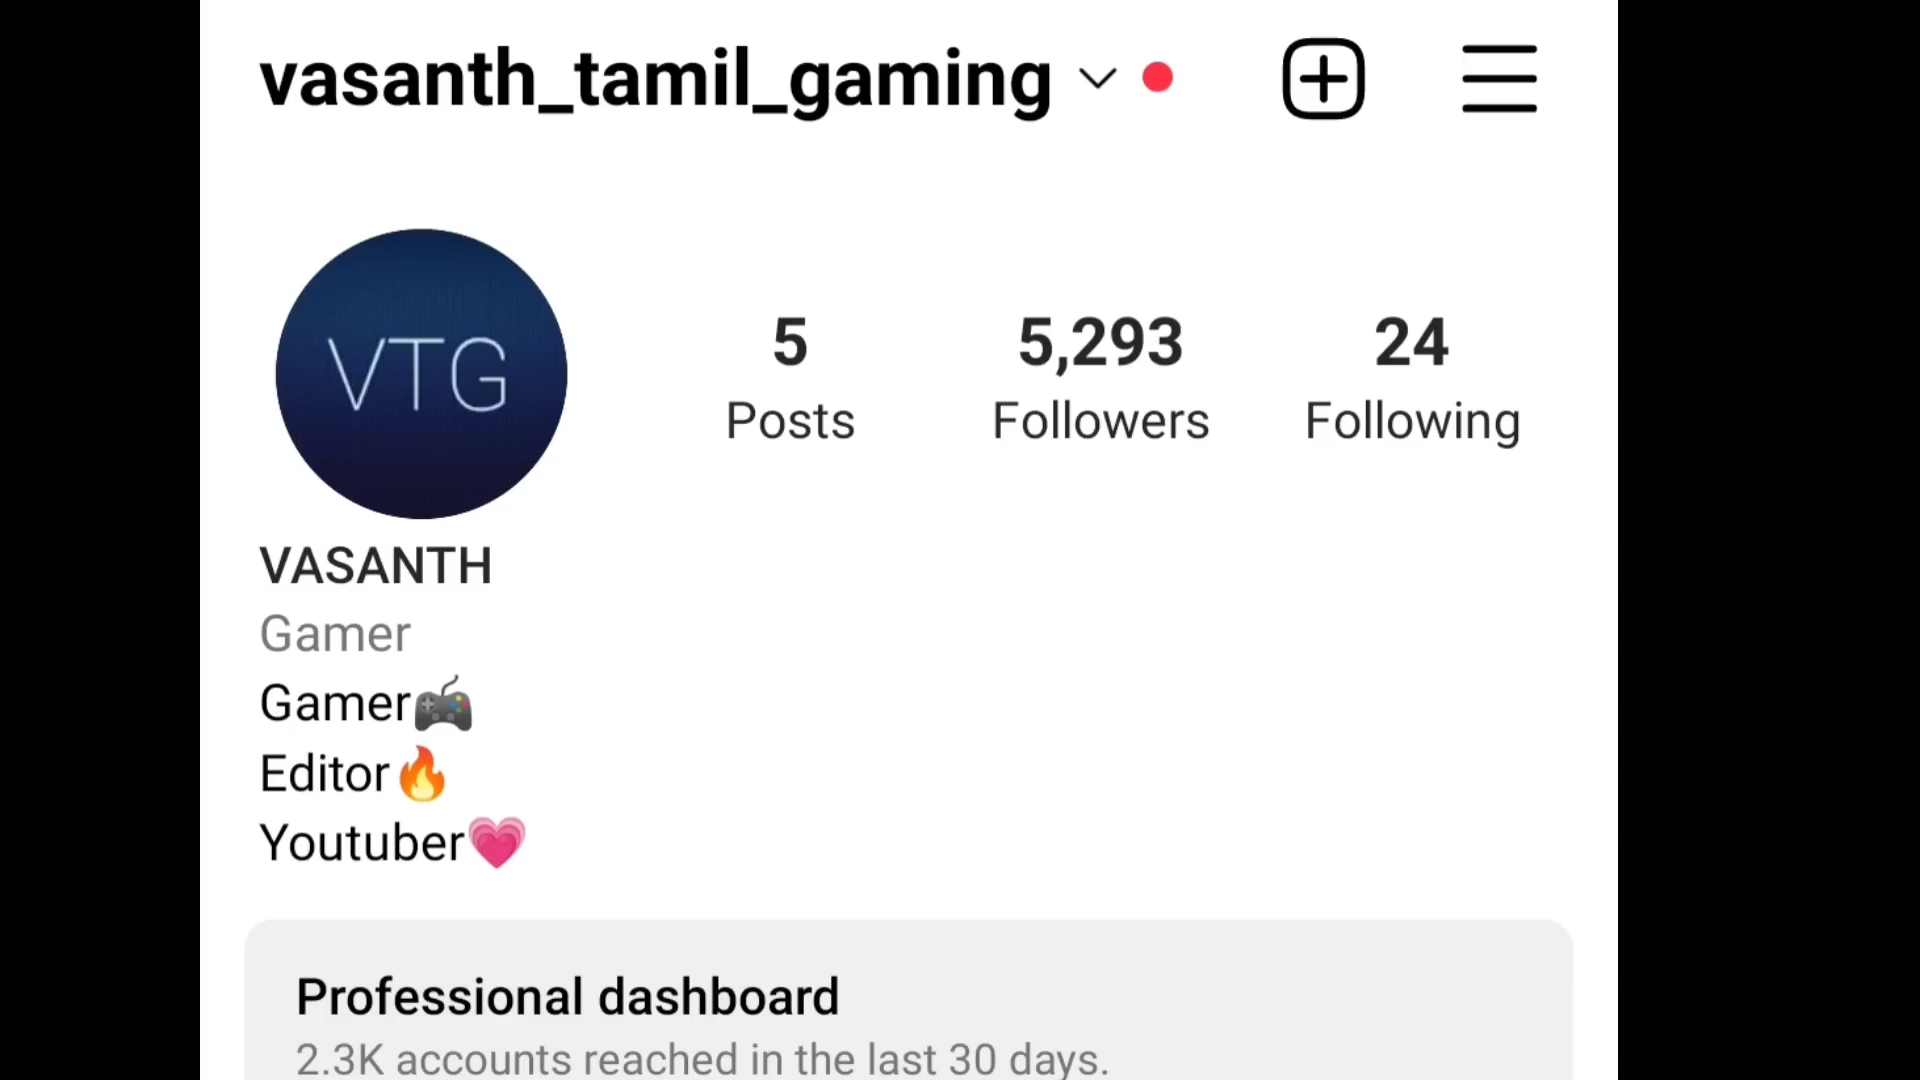 vasanth_tamil_gaming
VTG
5 5,293 24
Posts Followers Following
VASANTH
Gamer
Gamer🎮
Editor🔥
Youtuber💗
Professional dashboard
2.3K accounts reached in the last 30 days.